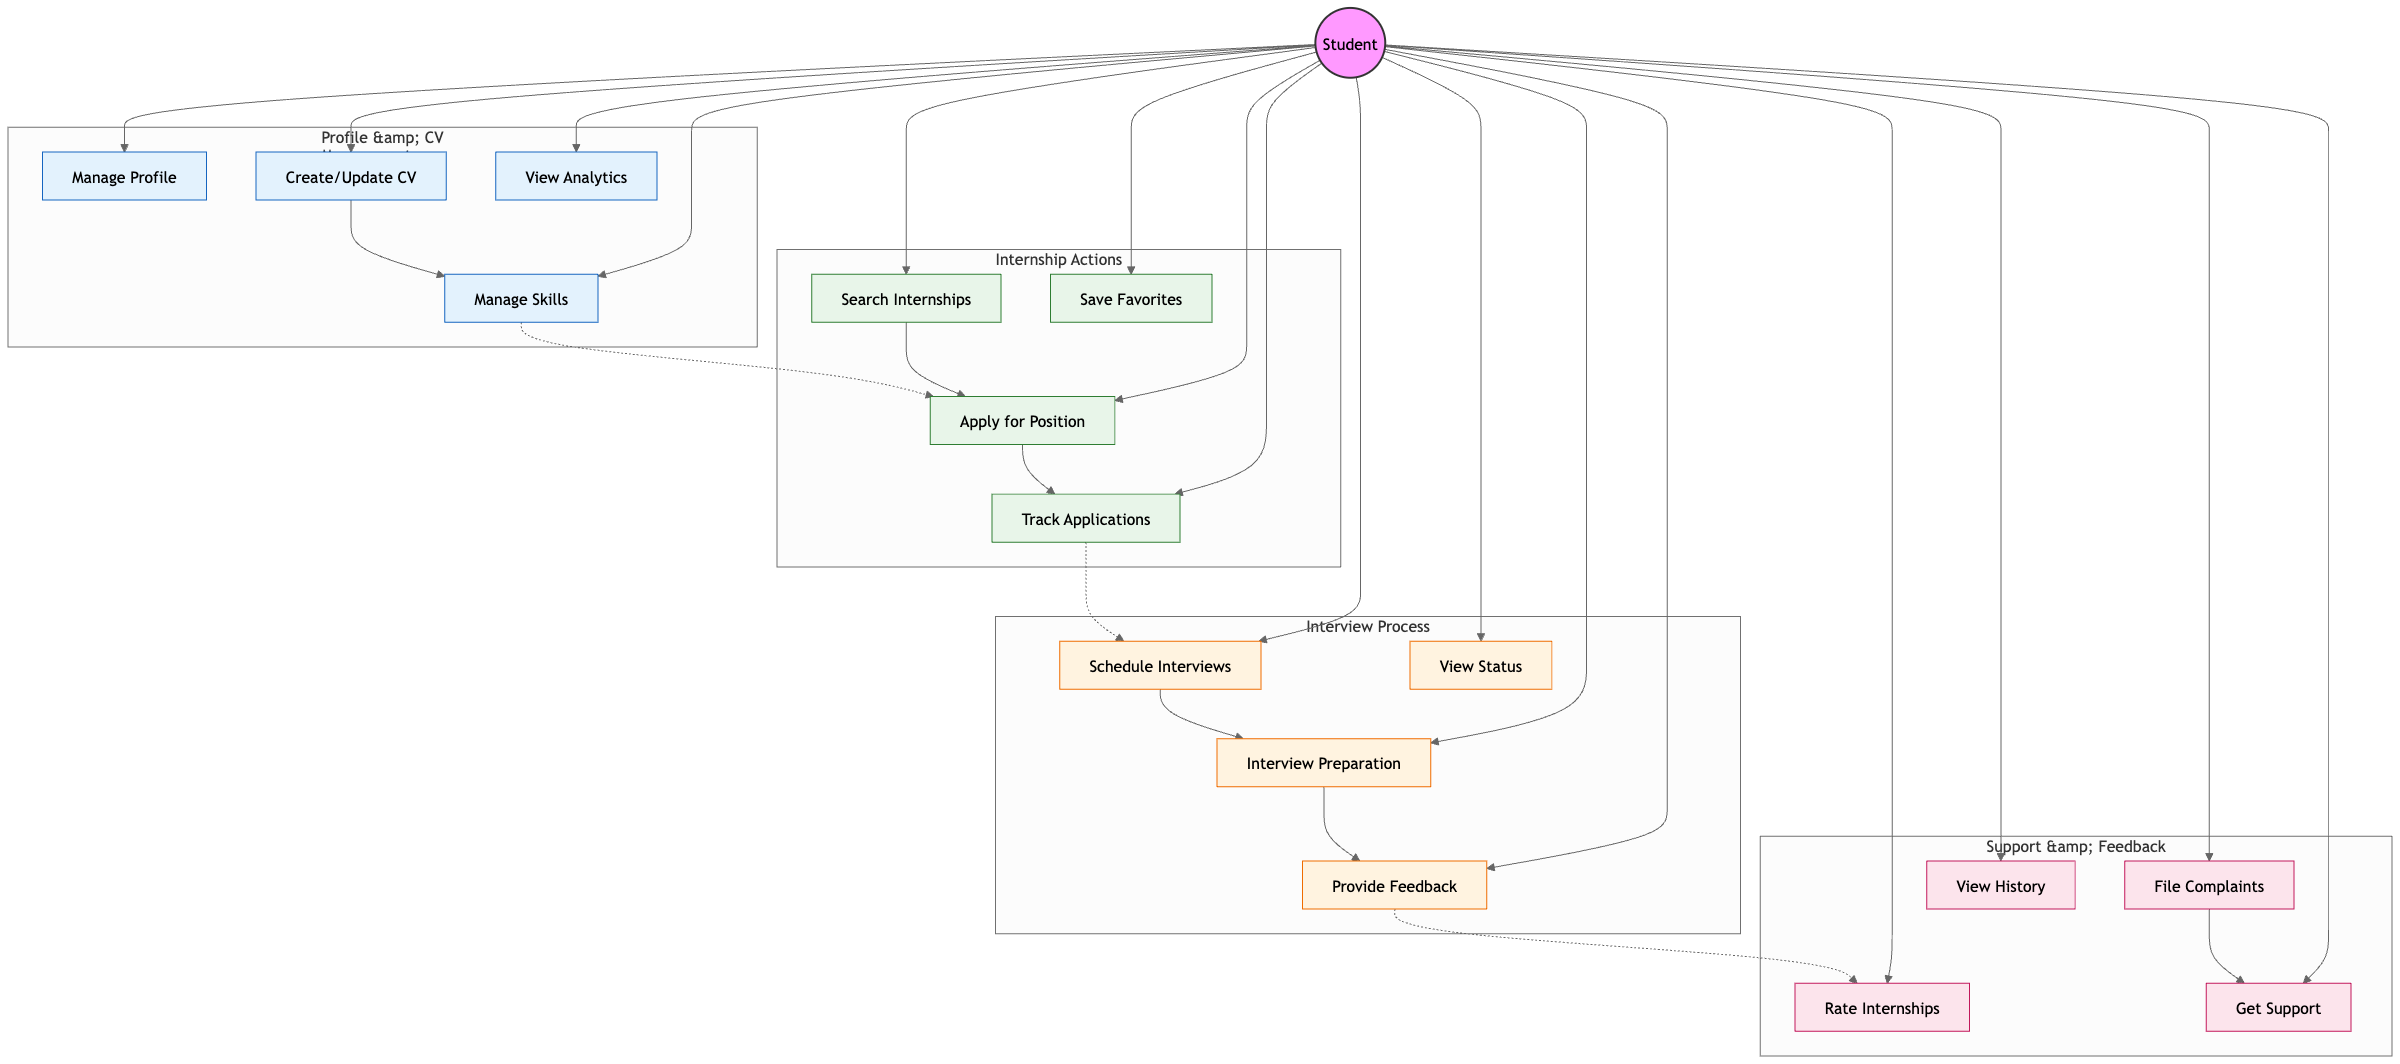 Student
Profile &amp; CV
Manage Profile
Create/Update CV
View Analytics
Manage Skills
Internship Actions
Search Internships
Save Favorites
Apply for Position
Track Applications
Interview Process
Schedule Interviews
View Status
Interview Preparation
Provide Feedback
Support &amp; Feedback
View History
File Complaints
Rate Internships
Get Support